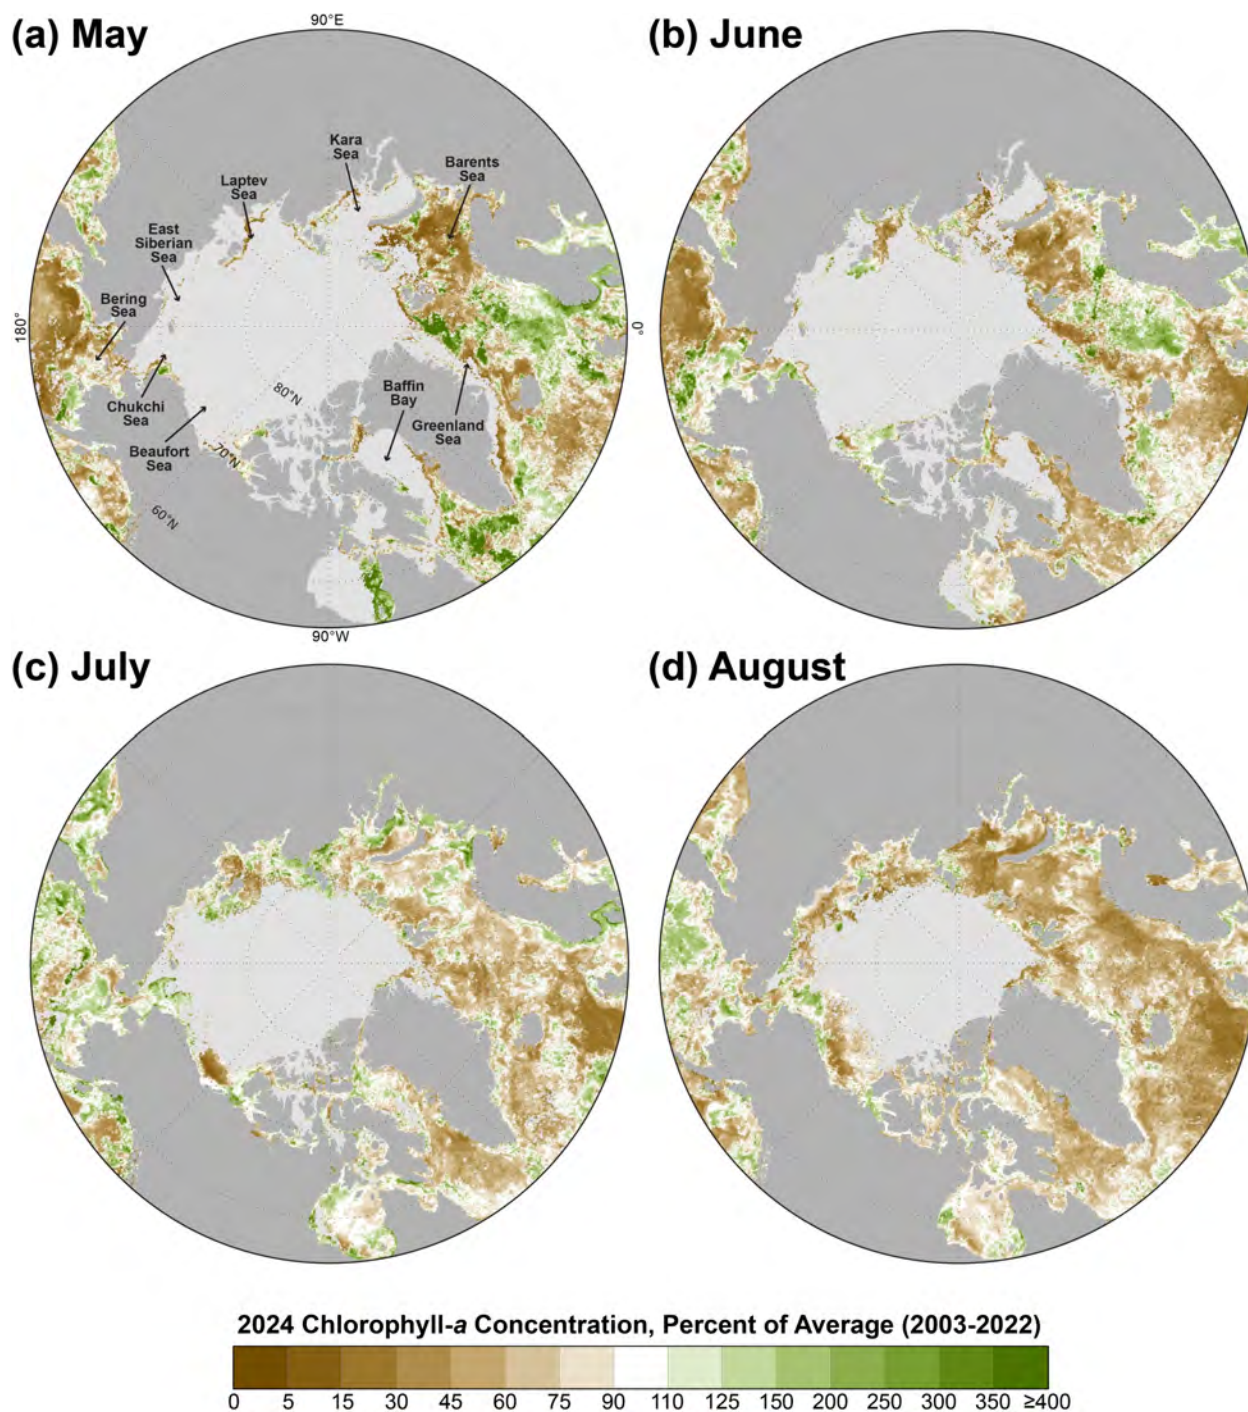 (a) May
90°E
(b) June
Kara
Sea
Barents
Sea
Laptev
Sea
East
Siberian
Sea
Bering
Sea
180°
0°
Chukchi
Sea
Beaufort
Sea
80°N
70°N
60°N
Baffin
Bay
Greenland
Sea
90°W
(c) July
(d) August
2024 Chlorophyll-a Concentration, Percent of Average (2003-2022)
0 5 15 30 45 60 75 90 110 125 150 200 250 300 350 ≥400